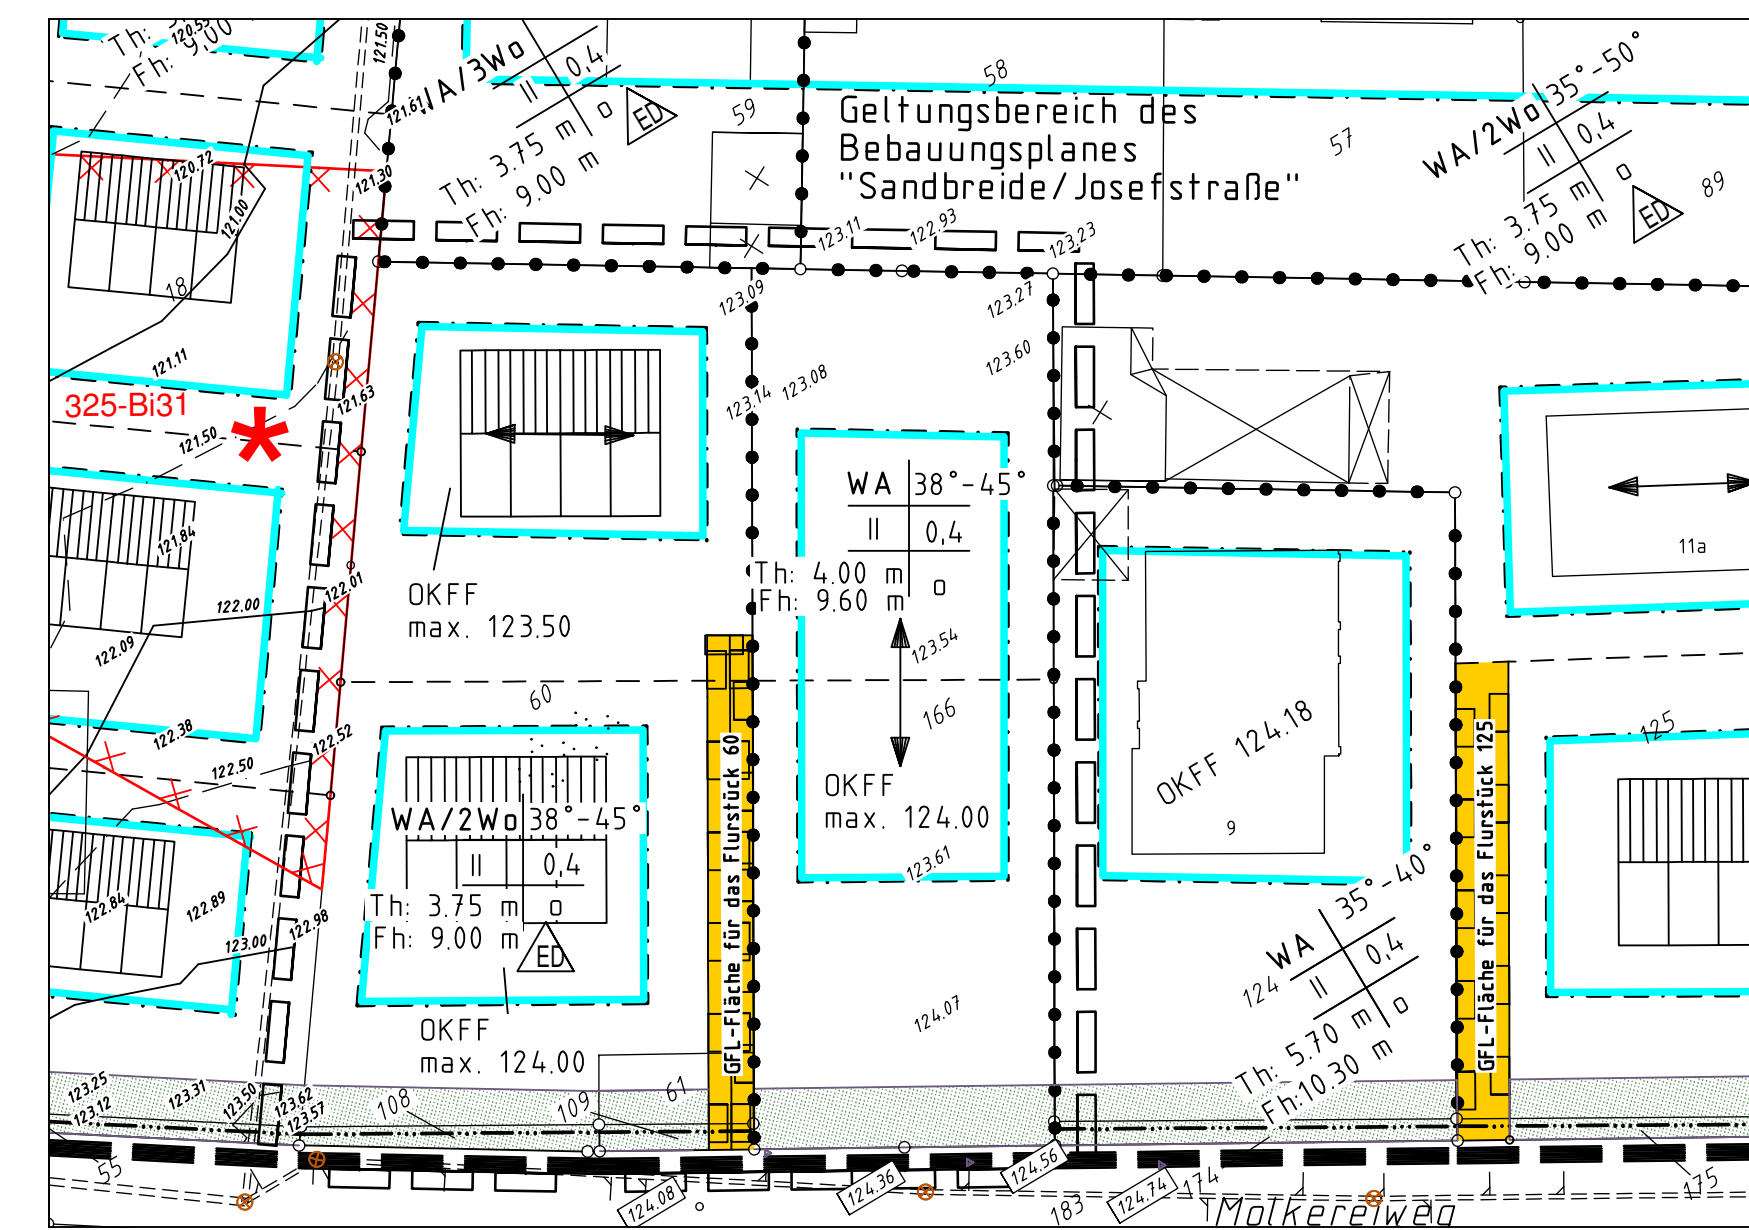 Th:
120.55
9,00
Fh:
121.50
121.61
WA/3Wo
0,4
II
ED
3.75 m
o
Th:
Fh: 9.00 m
59
58
Geltungsbereich des
Bebauungsplanes
"Sandbreide/Josefstraße"
57
WA/2Wo 35°-50°
II 0,4
o
ED
89
Th: 3.75 m
Fh: 9.00 m
120.72
121.30
121.00
18
123.11
122.93
123.23
123.09
123.27
123.60
123.08
123.14
121.11
121.63
325-Bi31
121.50
121.84
WA 38°-45°
II 0,4
Th: 4.00 m
Fh: 9.60 m
o
11a
OKFF
max. 123.50
122.01
122.00
122.09
123.54
60
166
122.38
122.52
122.50
OKFF 124.18
125
OKFF
max. 124.00
9
123.61
WA/2Wo 38°-45°
II 0,4
Th: 3.75 m o
Fh: 9.00 m
ED
GFL-Fläche für das Flurstück 60
GFL-Fläche für das Flurstück 125
122.84
122.89
122.98
123.00
WA 35°-40°
124
II 0,4
o
Th: 5.70 m
Fh:10.30 m
124.07
OKFF
max. 124.00
123.25
123.12
123.31
123.50
123.62
123.57
108
109
61
55
124.08
124.36
124.56
124.74
174
175
183
Molkereiweg